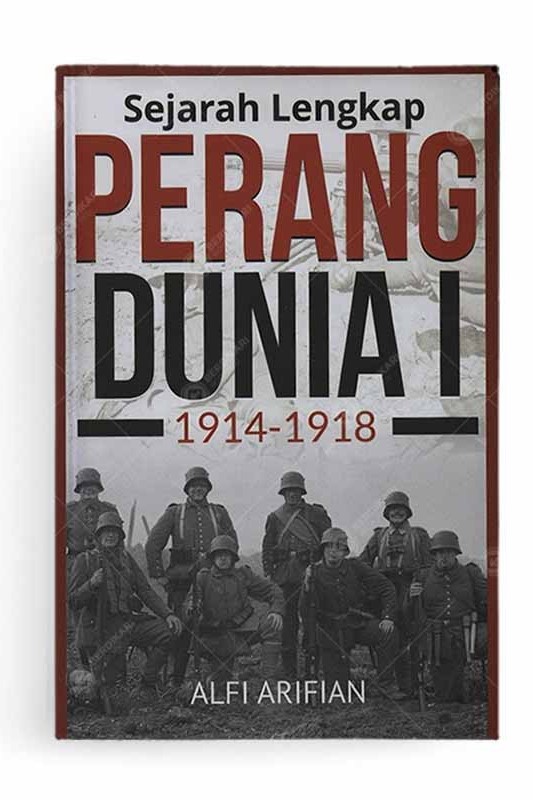 Sejarah Lengkap
PERANG
DUNIA I
1914-1918
ALFI ARIFIAN